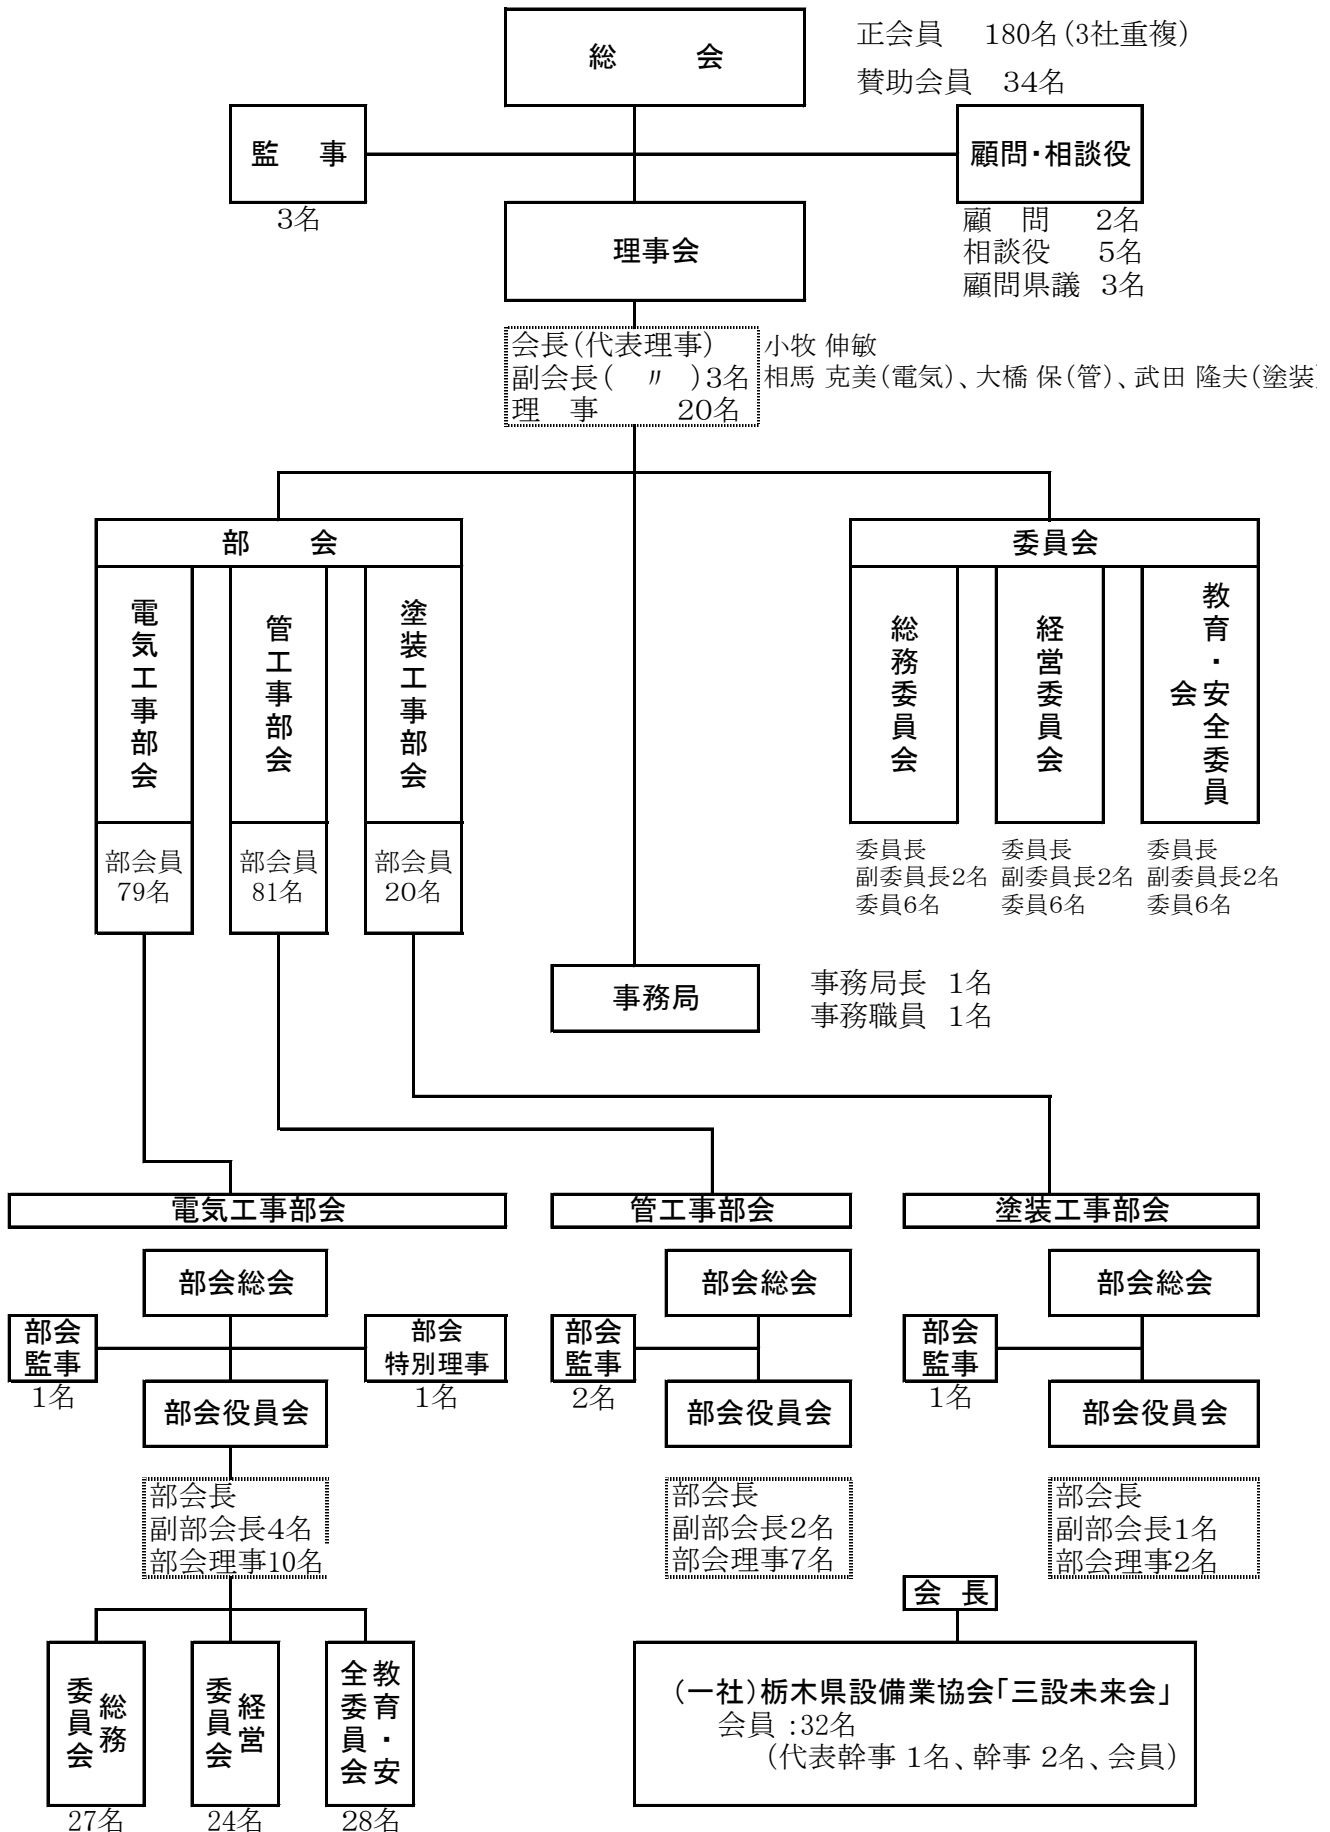 総　会
正会員　180名(3社重複)
賛助会員　34名
監　事
3名
顧問・相談役
顧　問　2名
相談役　5名
顧問県議　3名
理事会
会長(代表理事)　小牧 伸敏
副会長(　〃　)3名　相馬 克美(電気)、大橋 保(管)、武田 隆夫(塗装
理　事　20名
部　会
電気工事部会
管工事部会
塗装工事部会
部会員
79名
部会員
81名
部会員
20名
委員会
総務委員会
経営委員会
教育・安全委員会
委員長
副委員長2名
委員6名
委員長
副委員長2名
委員6名
委員長
副委員長2名
委員6名
事務局
事務局長　1名
事務職員　1名
電気工事部会
部会総会
部会
監事
1名
部会
特別理事
1名
部会役員会
部会長
副部会長4名
部会理事10名
総務
委員会
27名
経営
委員会
24名
教育・安
全委員会
28名
管工事部会
部会総会
部会
監事
2名
部会役員会
部会長
副部会長2名
部会理事7名
塗装工事部会
部会総会
部会
監事
1名
部会役員会
部会長
副部会長1名
部会理事2名
会　長
(一社)栃木県設備業協会「三設未来会」
会員 :32名
(代表幹事 1名、幹事 2名、会員)